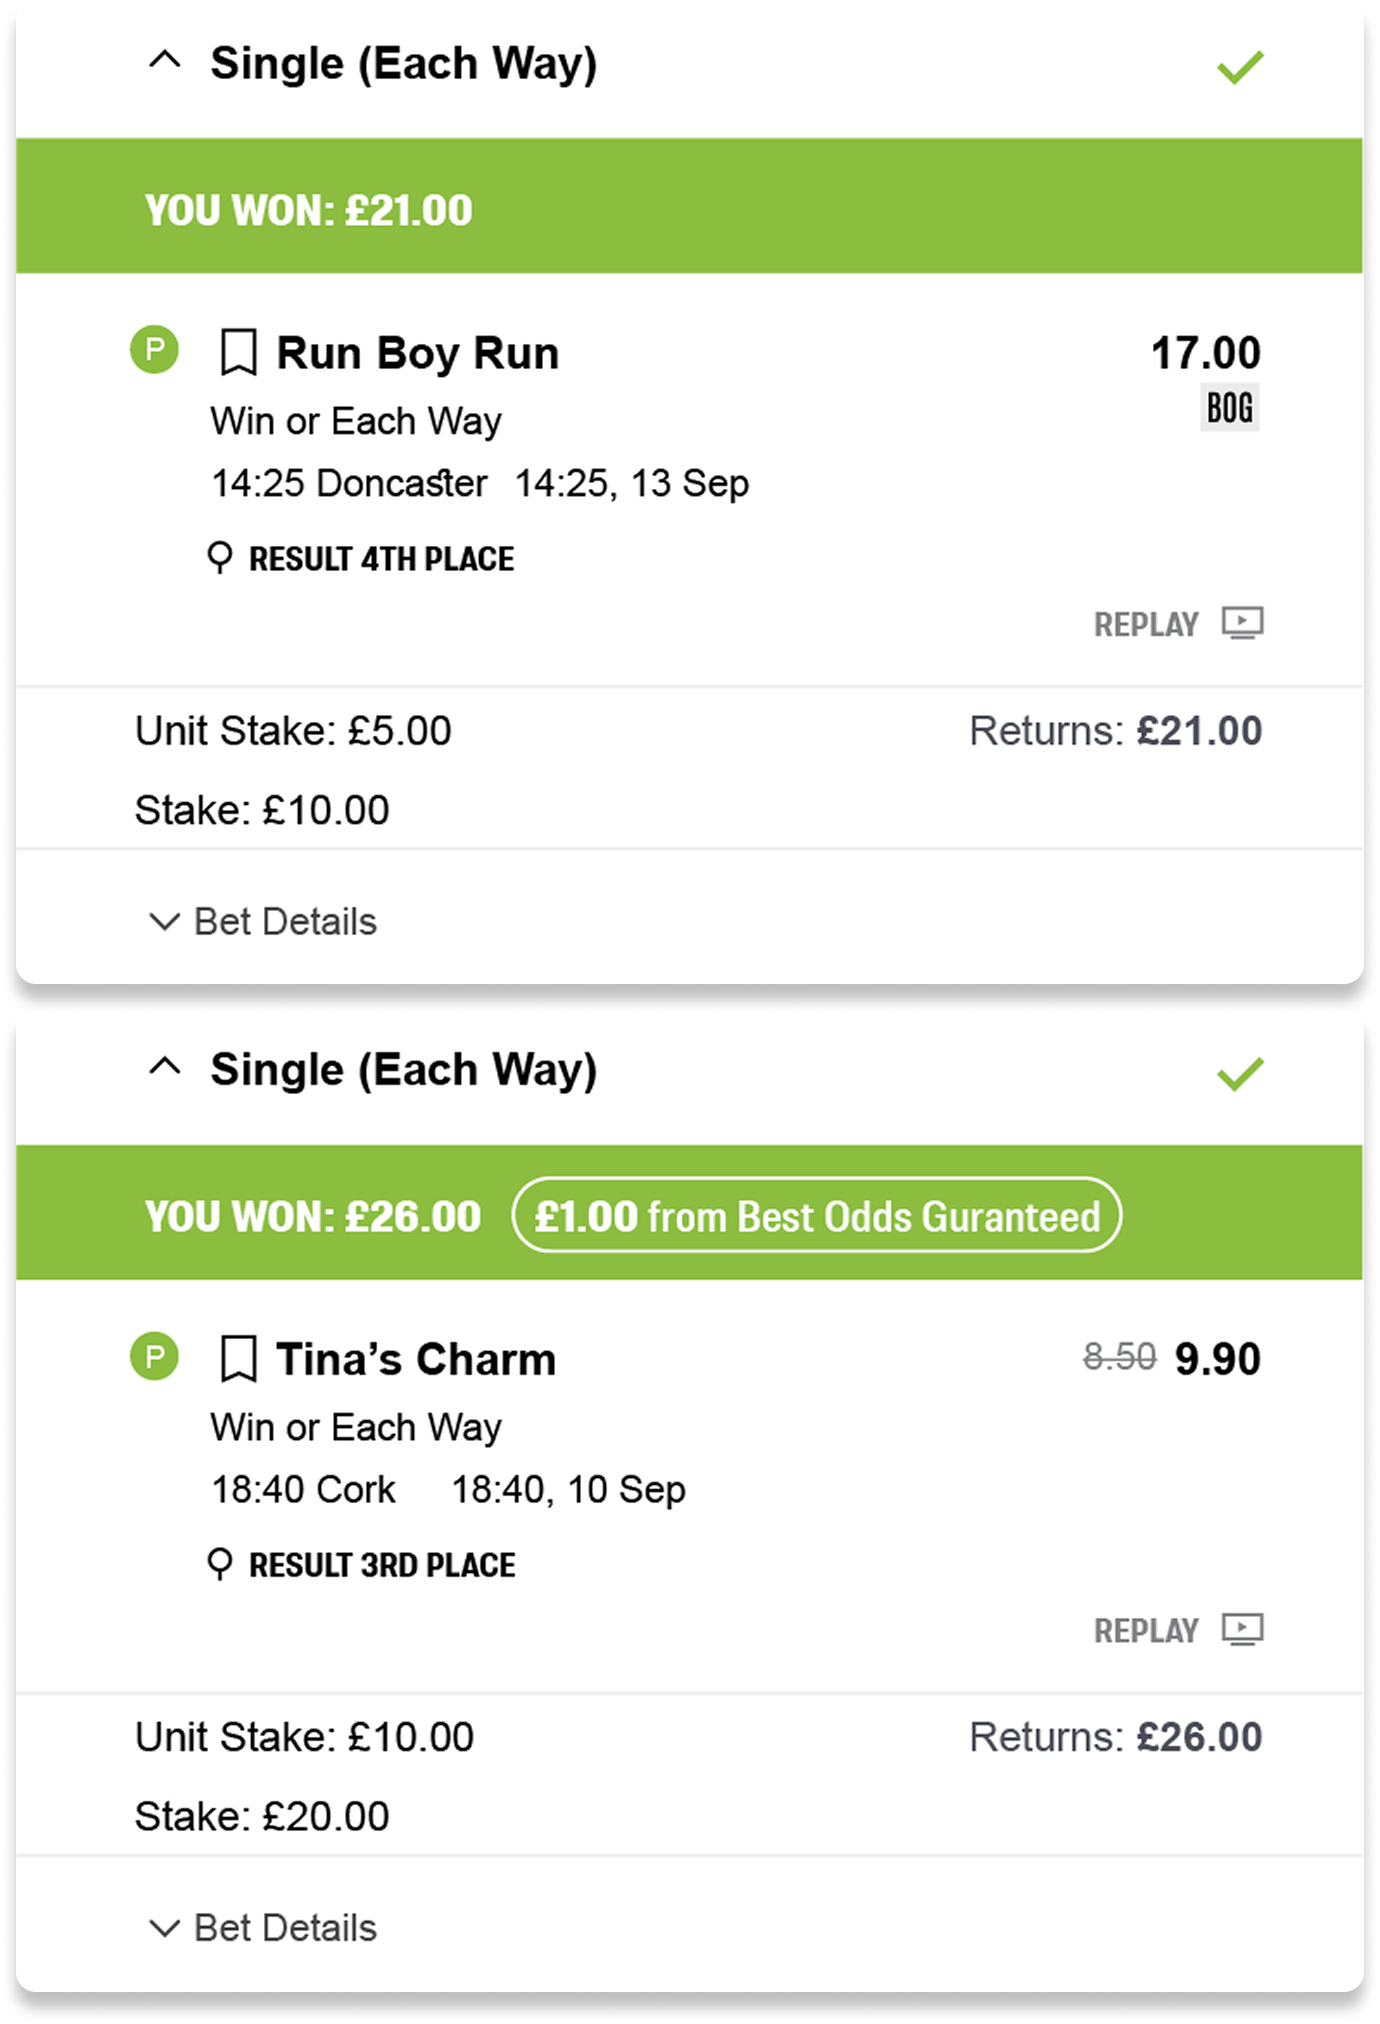 Single (Each Way)
YOU WON: £21.00
P Run Boy Run 17.00
BOG
Win or Each Way
14:25 Doncaster 14:25, 13 Sep
RESULT 4TH PLACE
REPLAY
Unit Stake: £5.00 Returns: £21.00
Stake: £10.00
Bet Details
Single (Each Way)
YOU WON: £26.00 £1.00 from Best Odds Guranteed
P Tina’s Charm 8.50 9.90
Win or Each Way
18:40 Cork 18:40, 10 Sep
RESULT 3RD PLACE
REPLAY
Unit Stake: £10.00 Returns: £26.00
Stake: £20.00
Bet Details